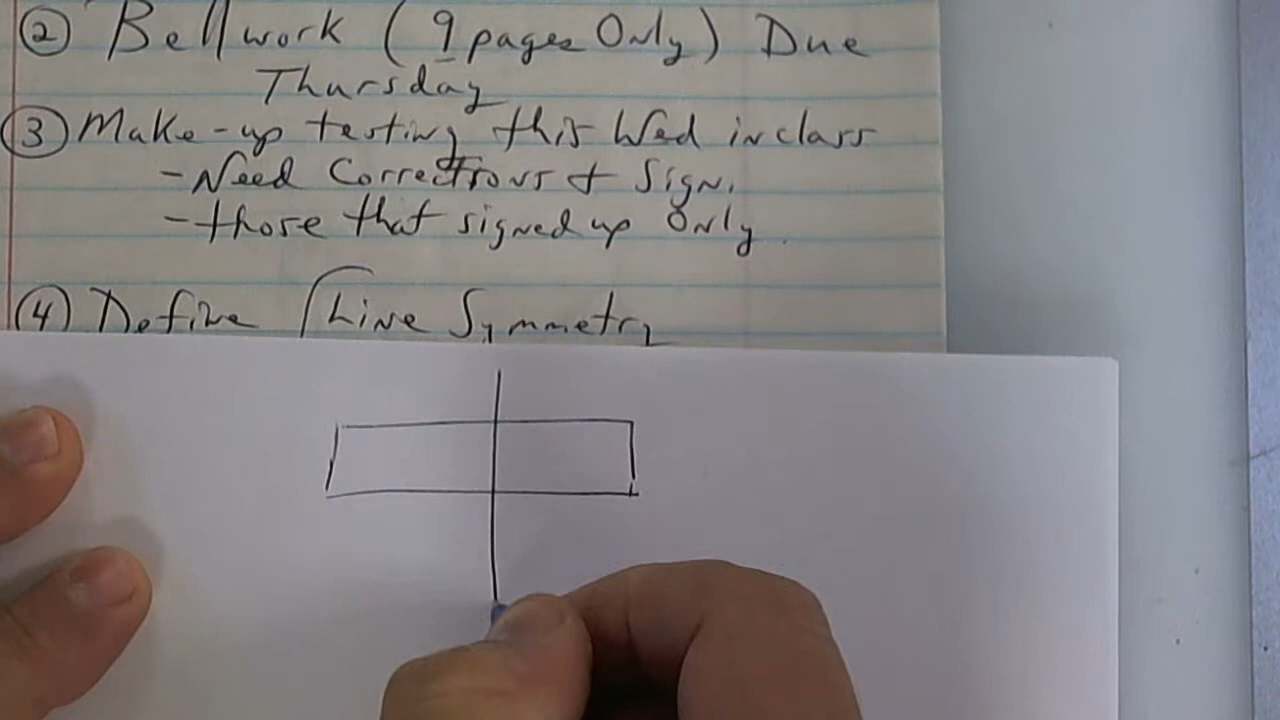 ② Bellwork (9 pages Only) Due
Thursday
③ Make-up testing this Wed in class
- Need Corrections + Sign.
- those that signed up Only.
④ Define Line Symmetry